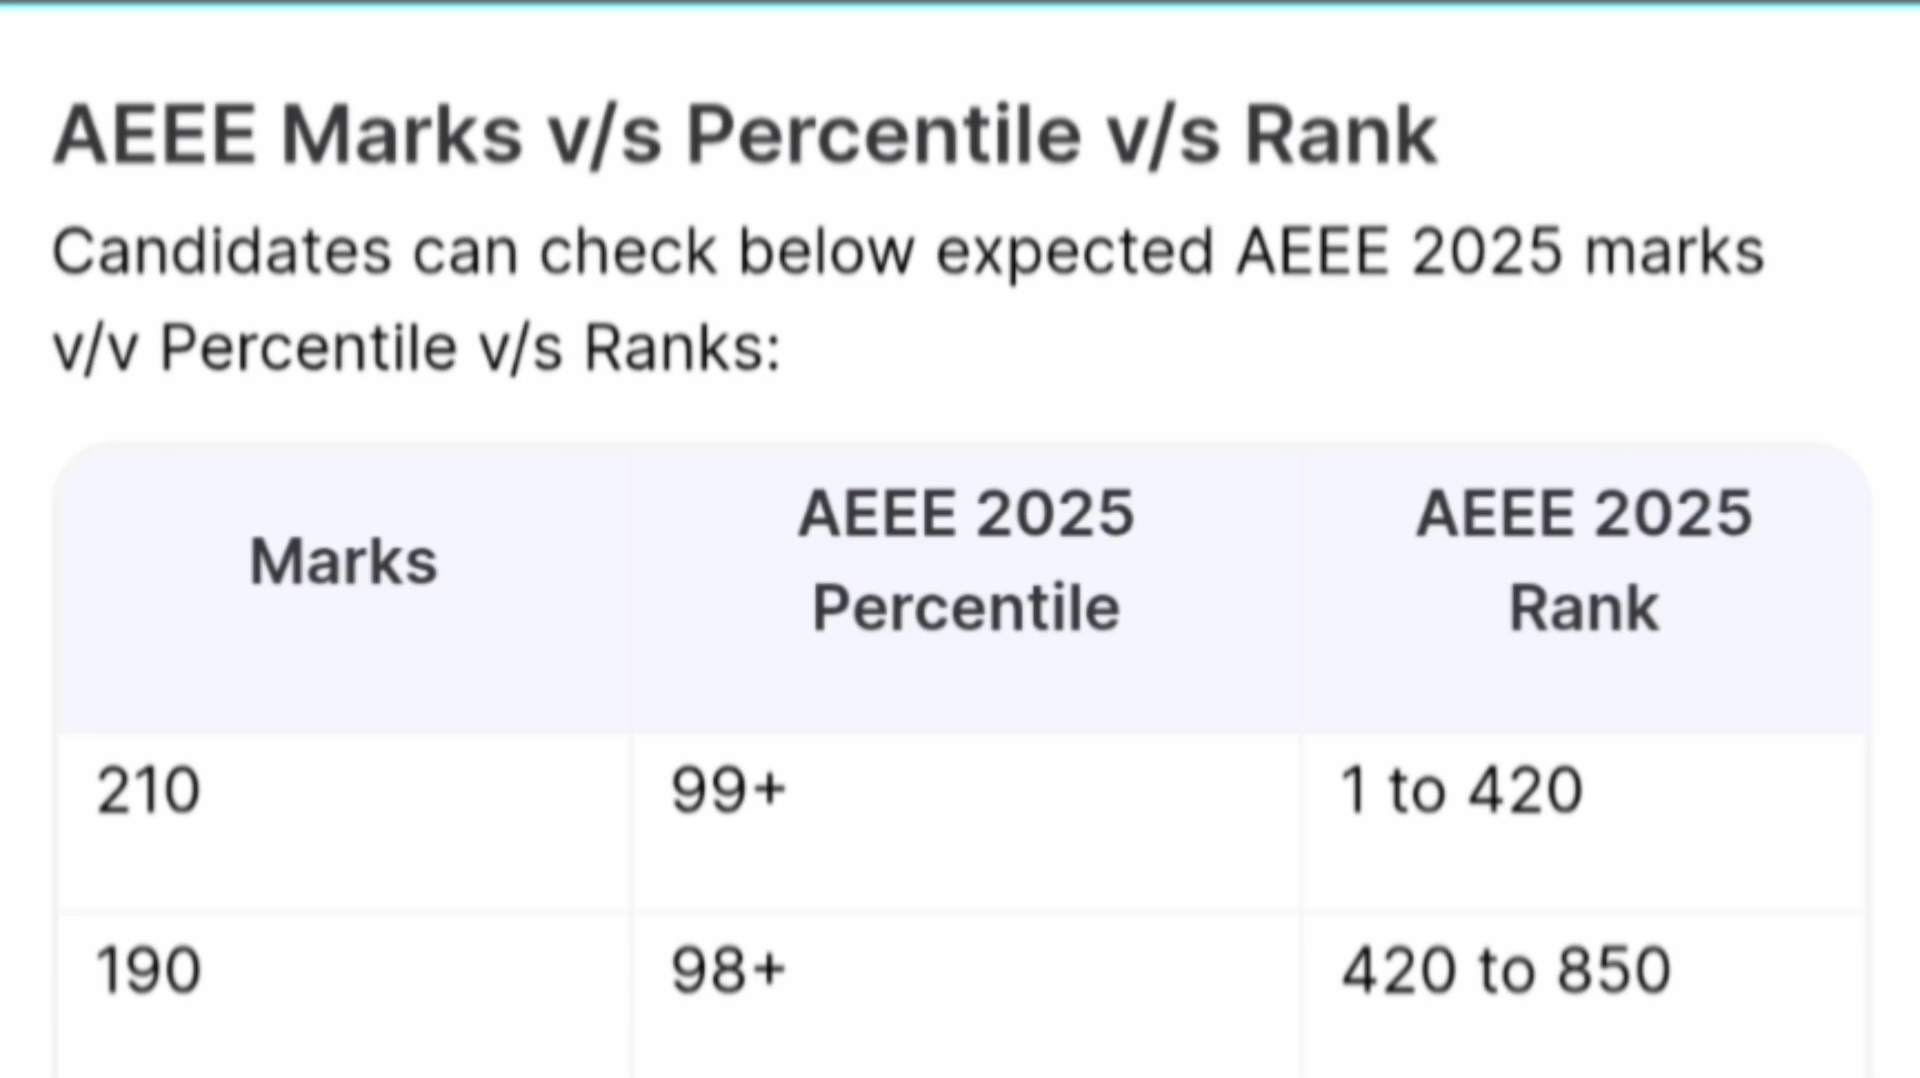 AEEE Marks v/s Percentile v/s Rank
Candidates can check below expected AEEE 2025 marks
v/v Percentile v/s Ranks:
Marks
AEEE 2025
Percentile
AEEE 2025
Rank
210 99+ 1 to 420
190 98+ 420 to 850